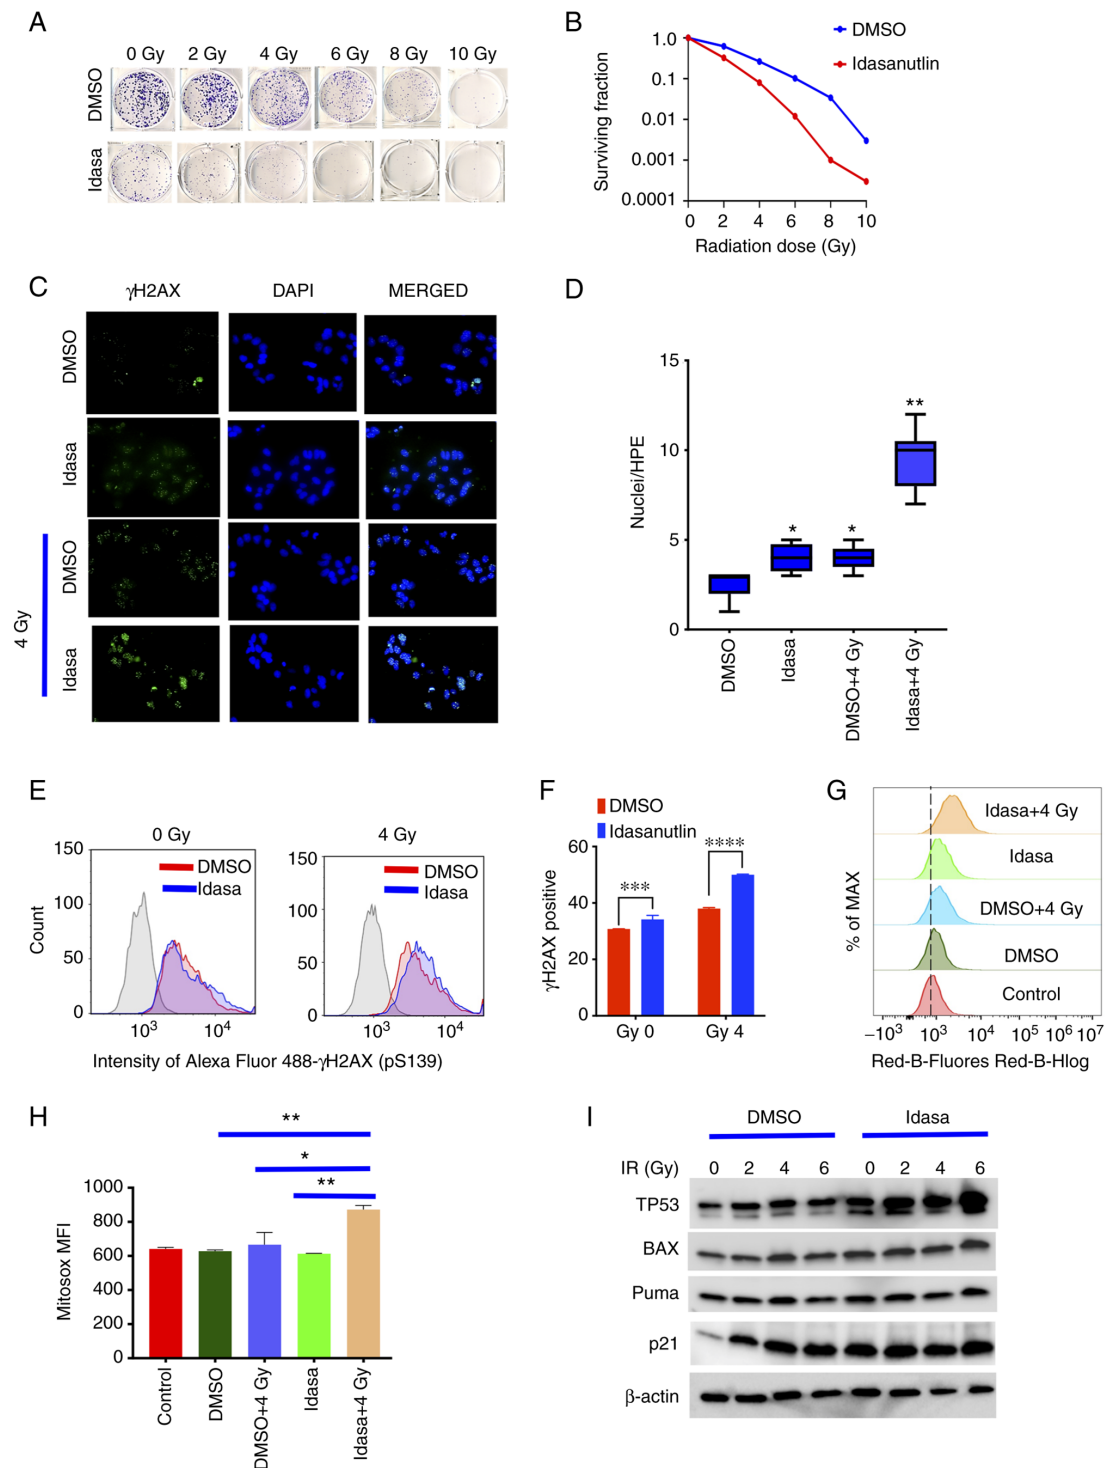 A
0 Gy 2 Gy 4 Gy 6 Gy 8 Gy 10 Gy
DMSO
Idasa
B
DMSO
Idasanutlin
Surviving fraction
1.0
0.1
0.01
0.001
0.0001
0 2 4 6 8 10
Radiation dose (Gy)
C
γH2AX DAPI MERGED
DMSO
Idasa
DMSO
Idasa
4 Gy
D
Nuclei/HPE
15
10
5
0
* * **
DMSO
Idasa
DMSO+4 Gy
Idasa+4 Gy
E
0 Gy
Count
150
100
50
0
DMSO
Idasa
10³ 10⁴
4 Gy
150
100
50
0
DMSO
Idasa
10³ 10⁴
Intensity of Alexa Fluor 488-γH2AX (pS139)
F
DMSO
Idasanutlin
γH2AX positive
60
40
20
0
*** ****
Gy 0 Gy 4
G
% of MAX
Idasa+4 Gy
Idasa
DMSO+4 Gy
DMSO
Control
−10³ 10³ 10⁴ 10⁵ 10⁶ 10⁷
Red-B-Fluores Red-B-Hlog
H
**
*
**
Mitosox MFI
1000
800
600
400
200
0
Control
DMSO
DMSO+4 Gy
Idasa
Idasa+4 Gy
I
DMSO Idasa
IR (Gy) 0 2 4 6 0 2 4 6
TP53
BAX
Puma
p21
β-actin